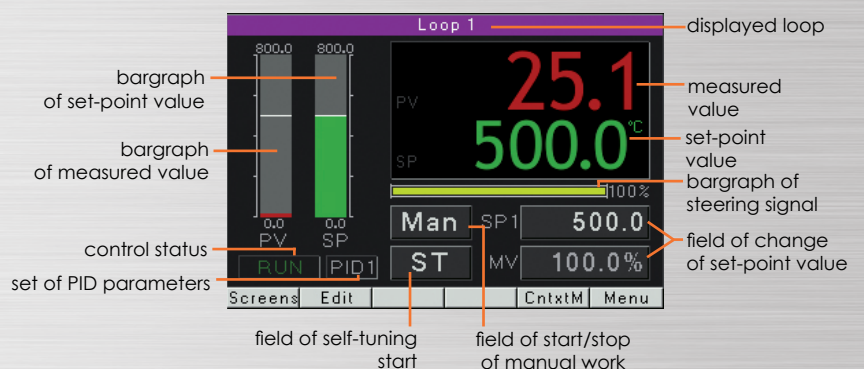 Loop 1
displayed loop
800.0 800.0
bargraph
of set-point value
bargraph
of measured value
PV
25.1
measured
value
SP
500.0
°C
set-point
value
100%
bargraph of
steering signal
0.0 0.0
PV SP
Man
SP1
500.0
ST
MV
100.0%
field of change
of set-point value
control status
RUN
PID1
set of PID parameters
Screens Edit CntxtM Menu
field of self-tuning
start
field of start/stop
of manual work